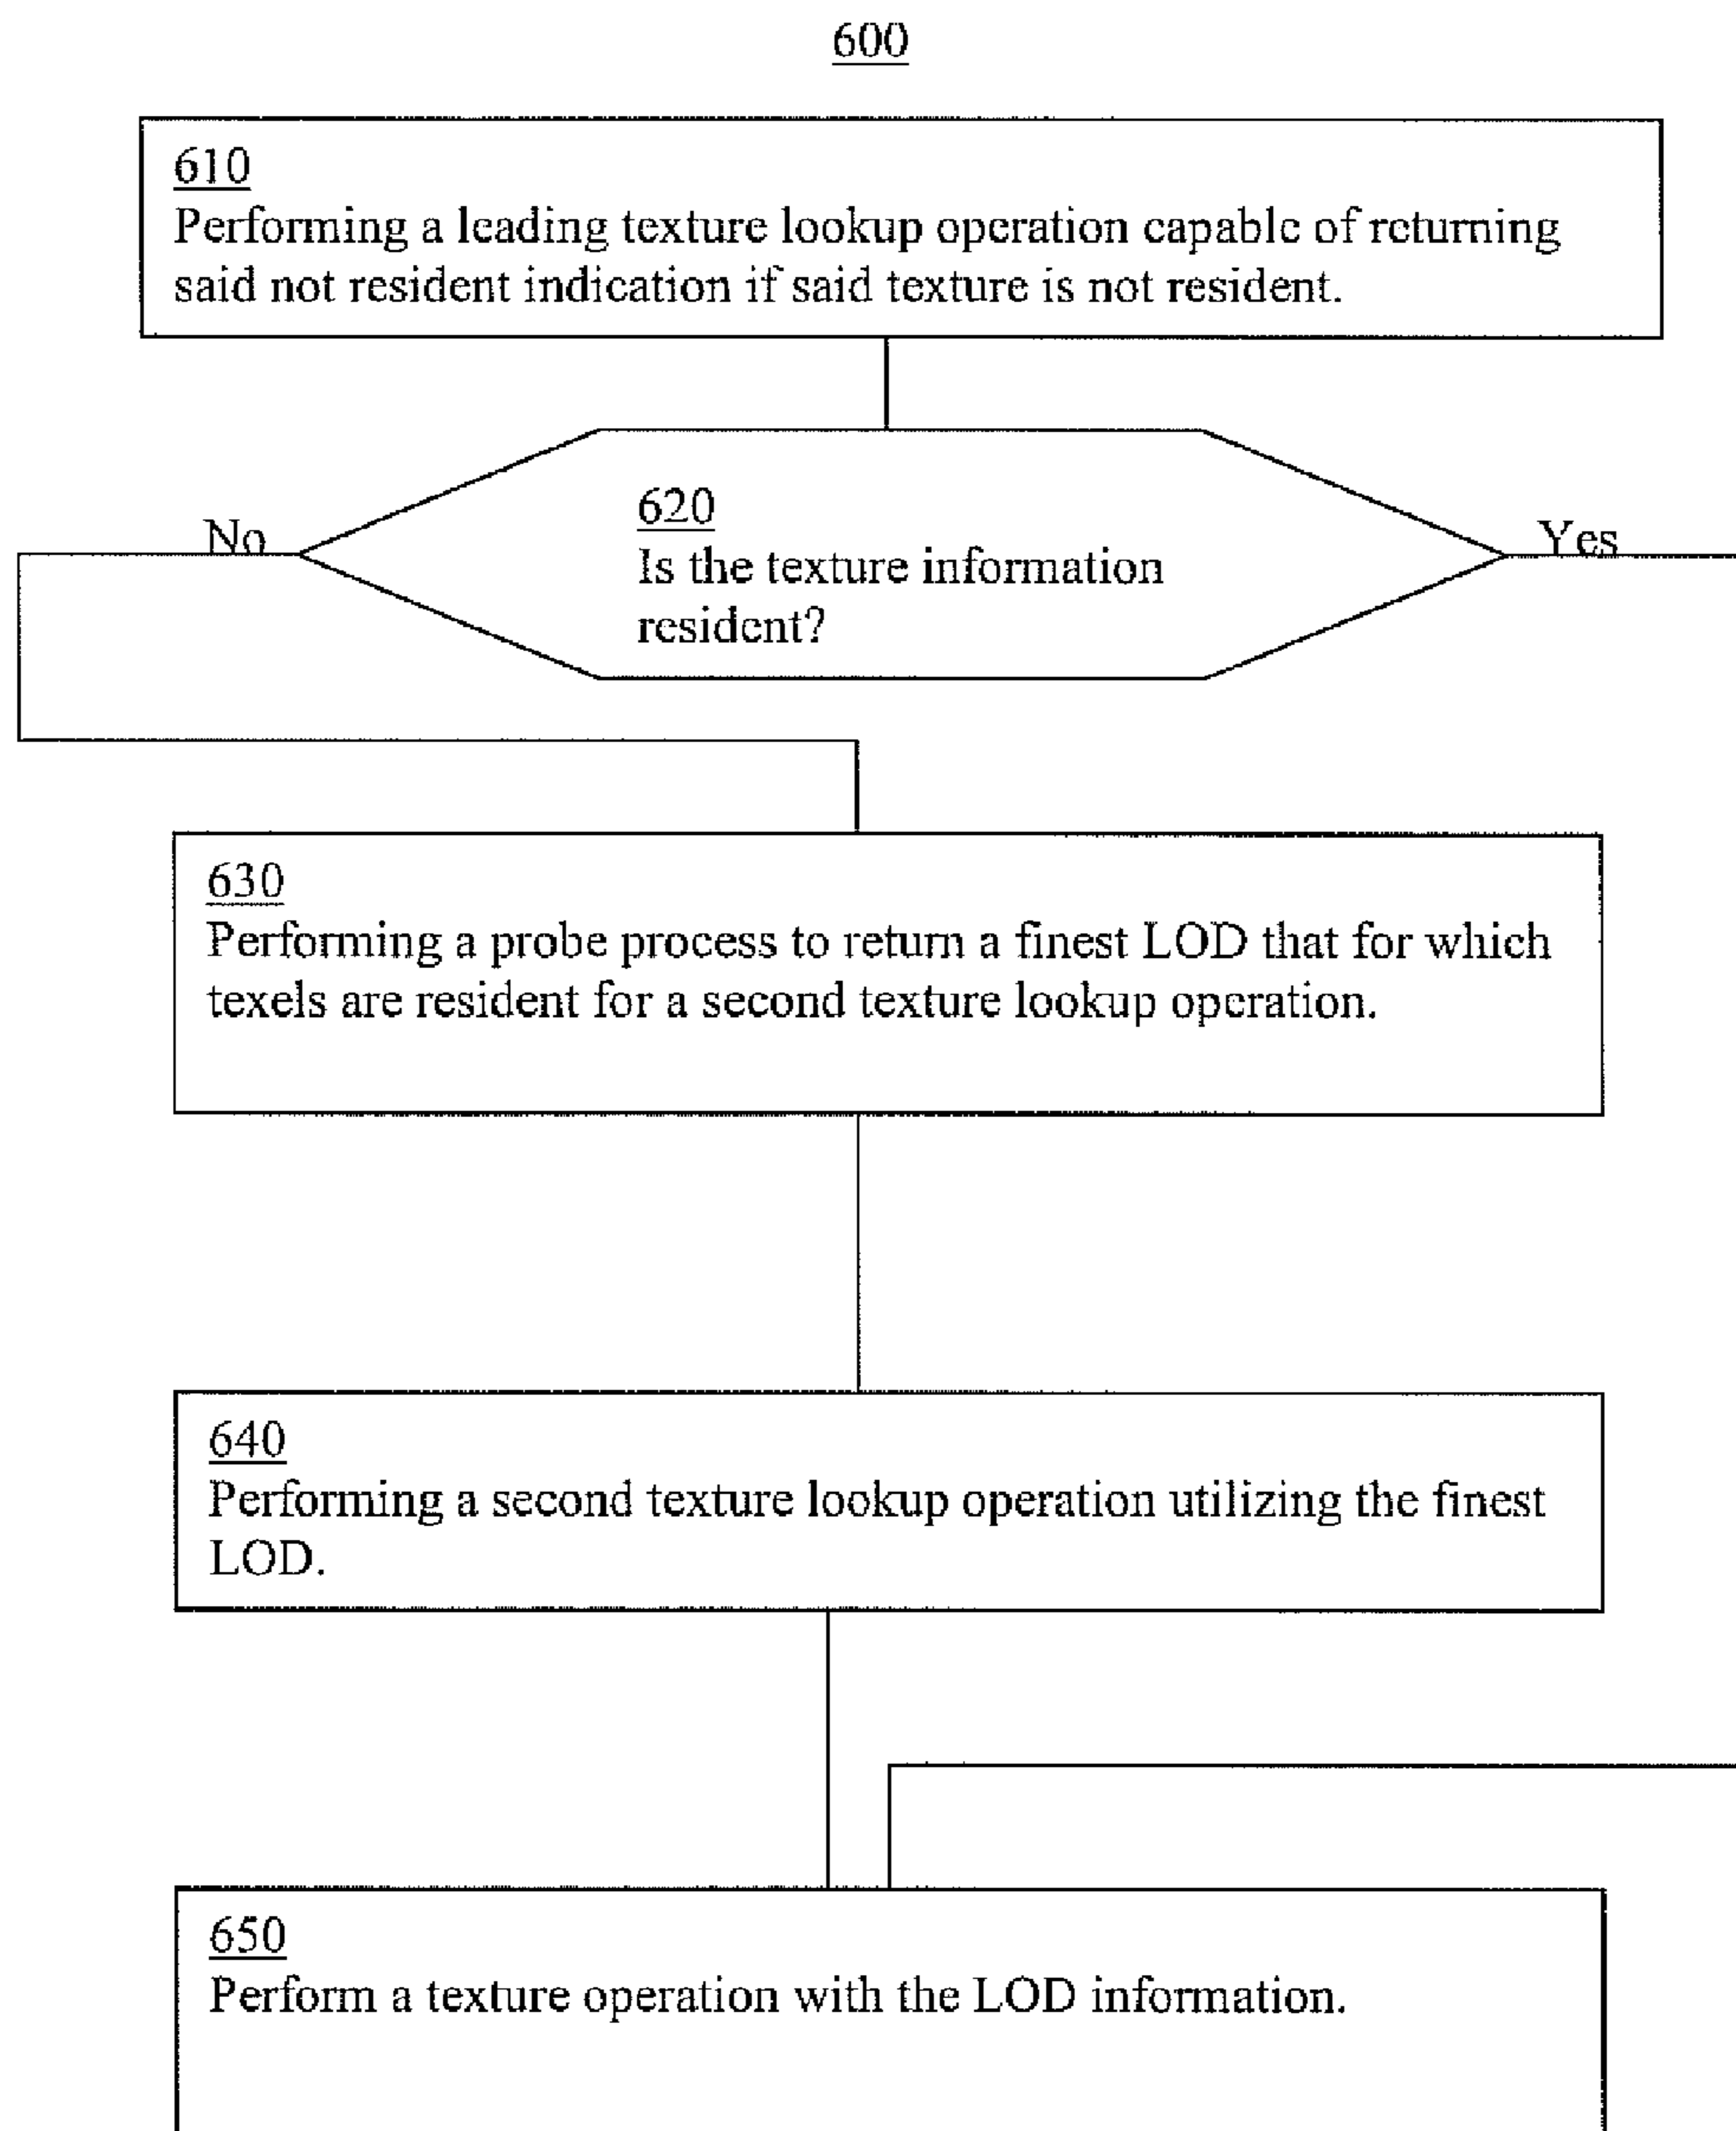 600
610
Performing a leading texture lookup operation capable of returning
said not resident indication if said texture is not resident.
620
Is the texture information
resident?
No
Yes
630
Performing a probe process to return a finest LOD that for which
texels are resident for a second texture lookup operation.
640
Performing a second texture lookup operation utilizing the finest
LOD.
650
Perform a texture operation with the LOD information.